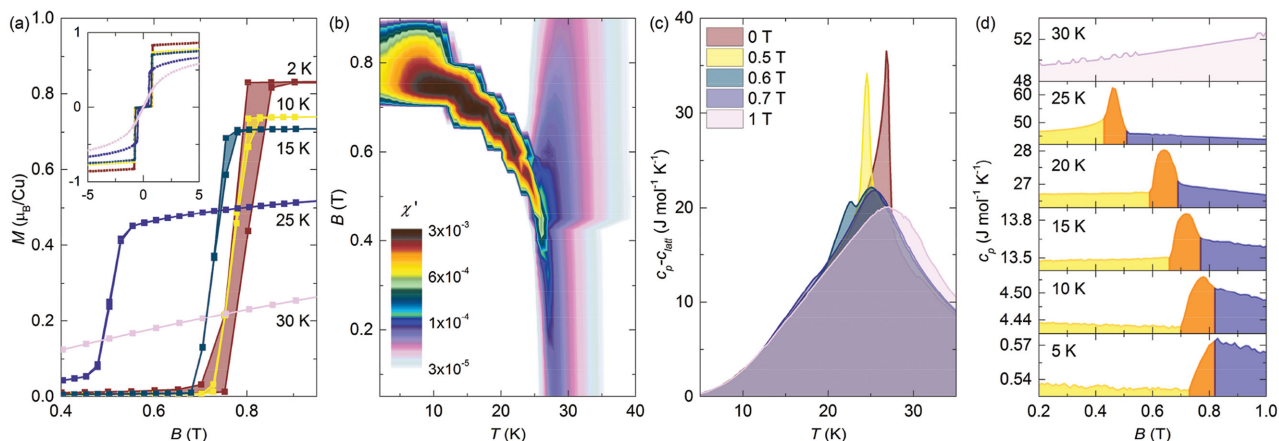 (a)
1
0
-1
-5
0
5
2 K
10 K
15 K
25 K
30 K
M (μB/Cu)
1.0
0.8
0.6
0.4
0.2
0.0
0.4
0.6
0.8
B (T)
(b)
B (T)
0.8
0.6
0.4
0.2
χ'
3x10⁻³
6x10⁻⁴
1x10⁻⁴
3x10⁻⁵
10
20
30
40
T (K)
(c)
cp-clatt (J mol⁻¹ K⁻¹)
40
35
30
25
20
10
0
0 T
0.5 T
0.6 T
0.7 T
1 T
10
20
30
T (K)
(d)
cp (J mol⁻¹ K⁻¹)
30 K
52
48
25 K
60
50
20 K
28
27
15 K
13.8
13.5
10 K
4.50
4.44
5 K
0.57
0.54
0.2
0.4
0.6
0.8
1.0
B (T)